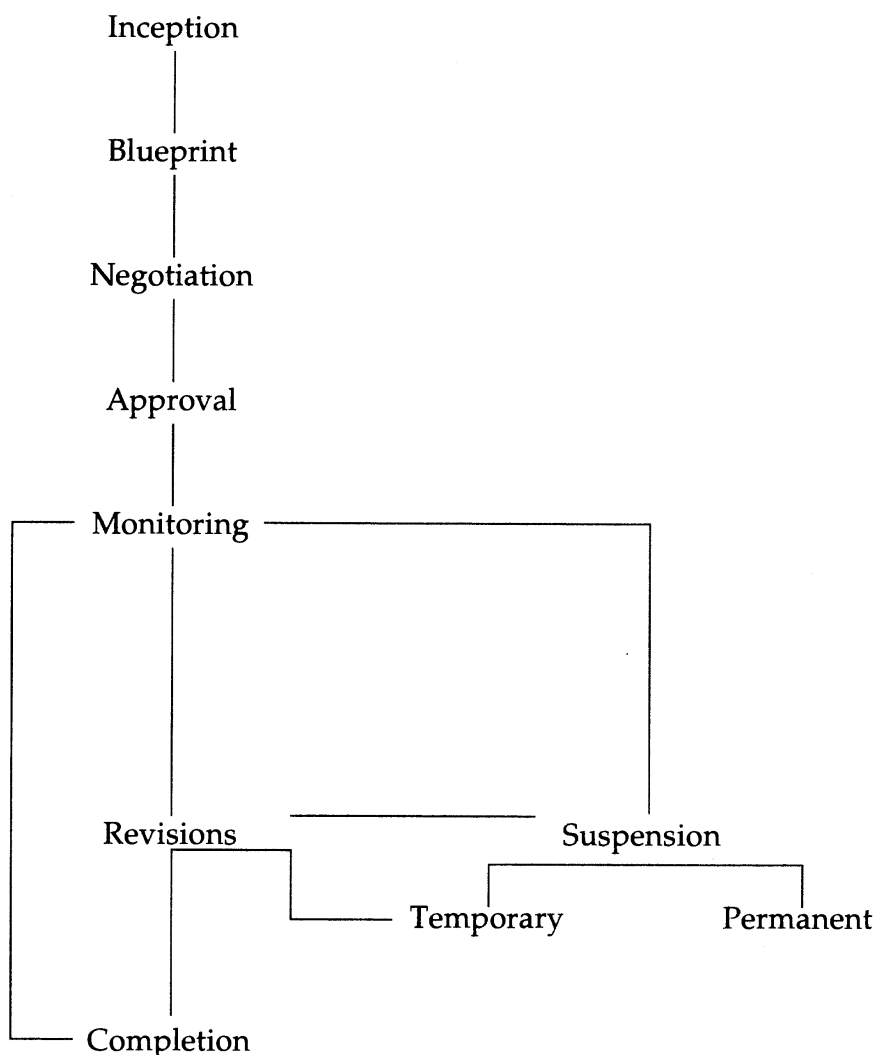 Inception
Blueprint
Negotiation
Approval
Monitoring
Revisions
Suspension
Temporary
Permanent
Completion